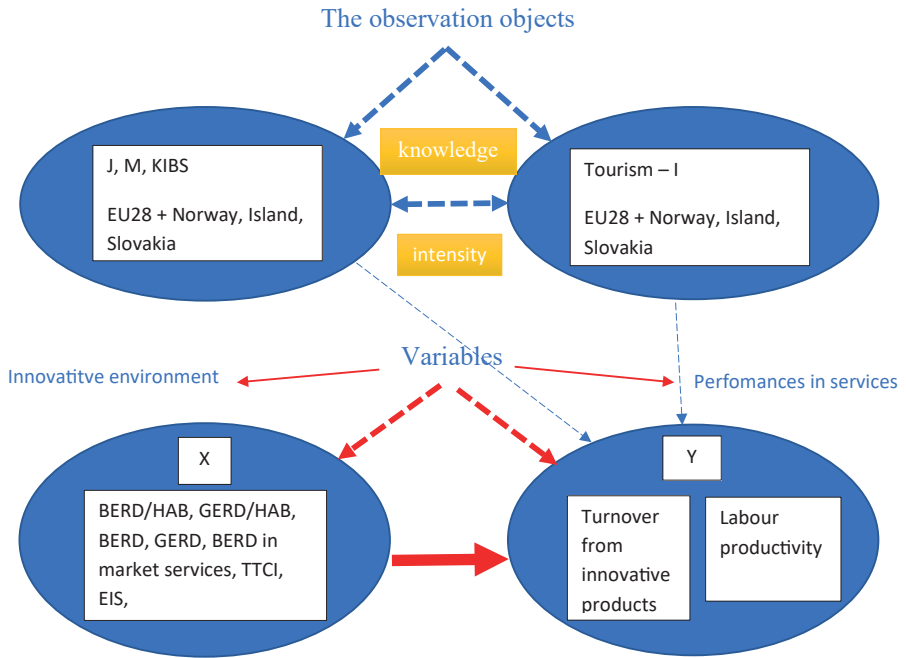 The observation objects
knowledge
J, M, KIBS
EU28 + Norway, Island,
Slovakia
Tourism – I
EU28 + Norway, Island,
Slovakia
intensity
Variables
Innovatitve environment
Perfomances in services
X
BERD/HAB, GERD/HAB,
BERD, GERD, BERD in
market services, TTCI,
EIS,
Y
Turnover
from
innovative
products
Labour
productivity